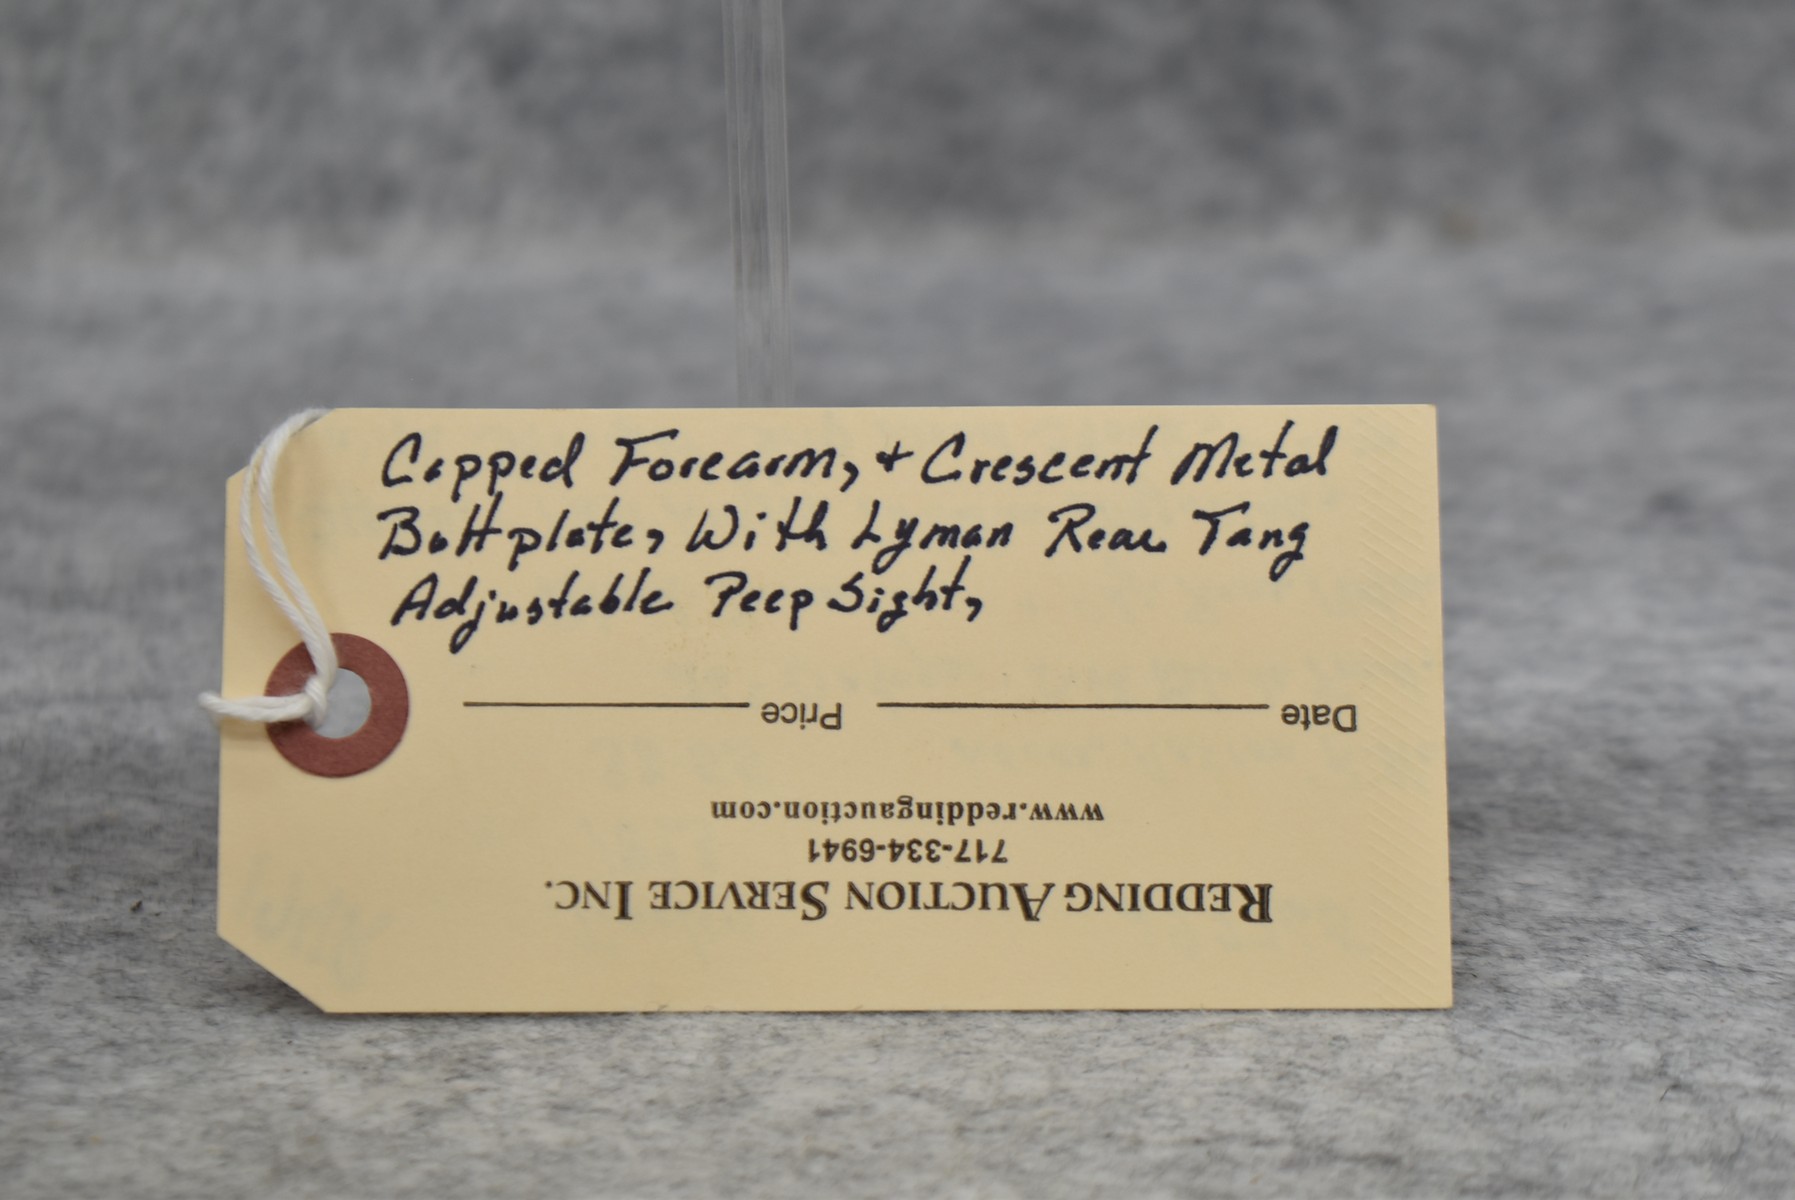 Capped Forearm, + Crescent Metal
Buttplate, With Lyman Rear Tang
Adjustable Peep Sight,
Date Price
www.reddingauction.com
717-334-6941
REDDING AUCTION SERVICE INC.